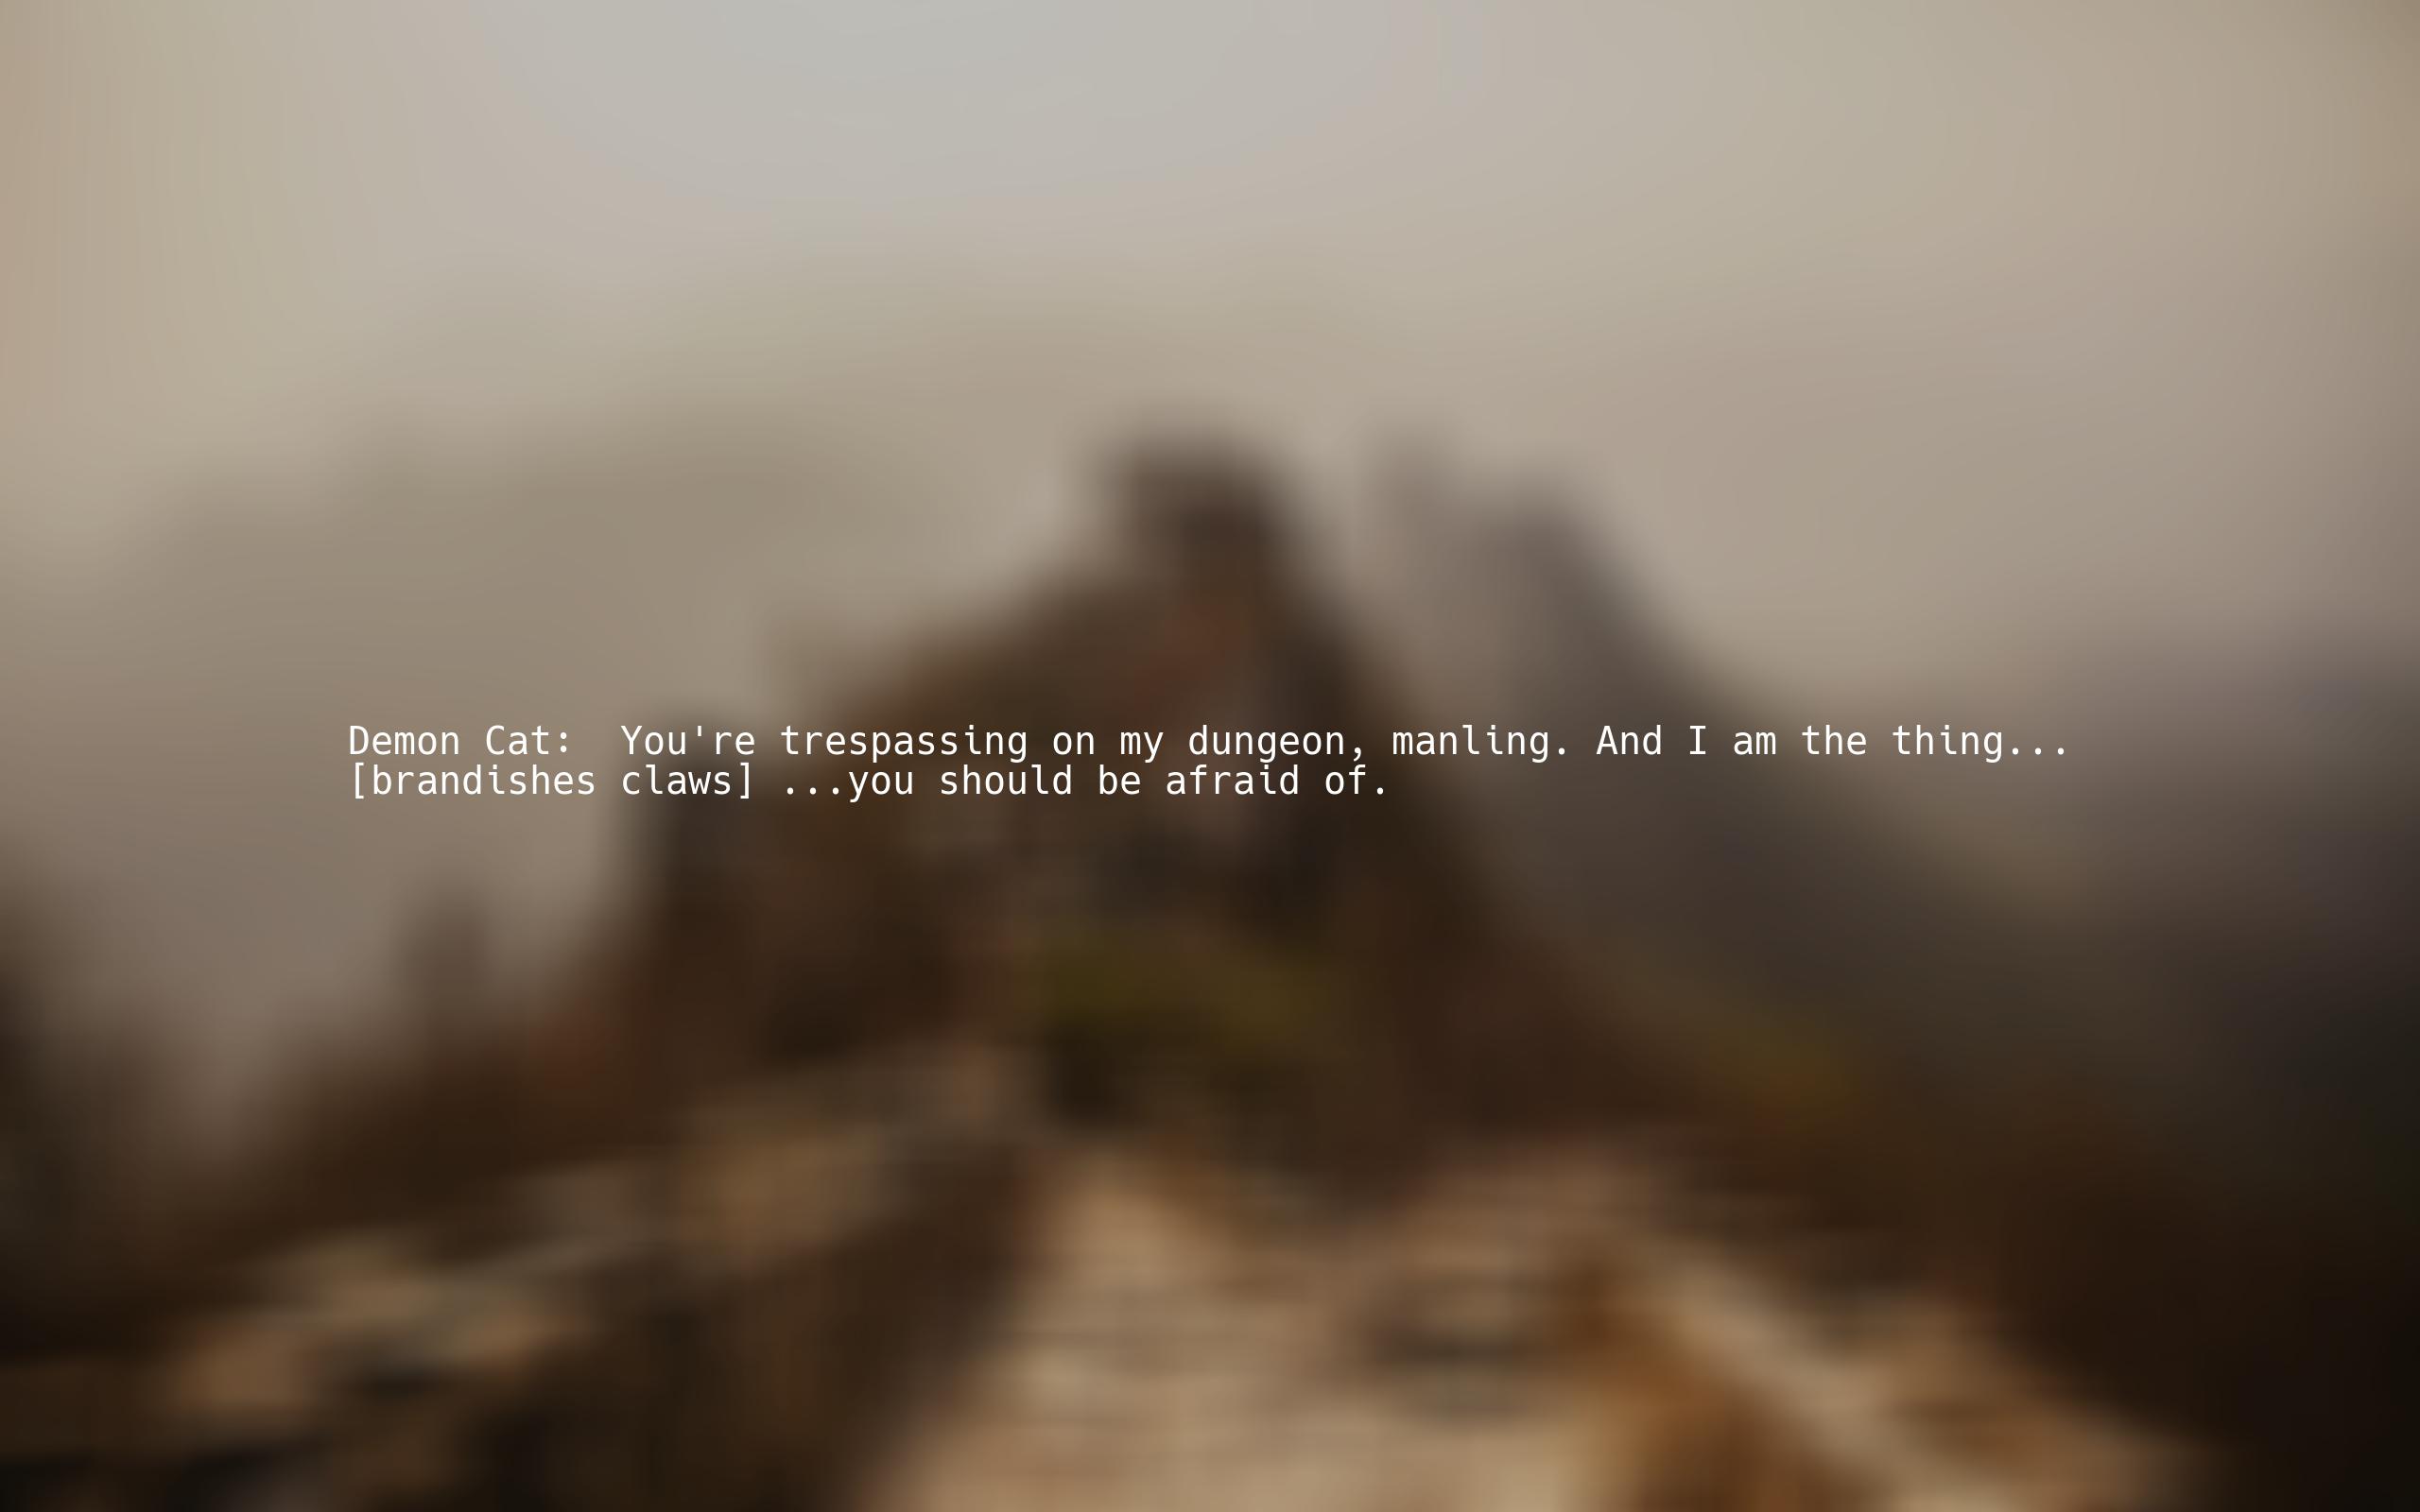 Demon Cat:  You're trespassing on my dungeon, manling. And I am the thing...
[brandishes claws] ...you should be afraid of.